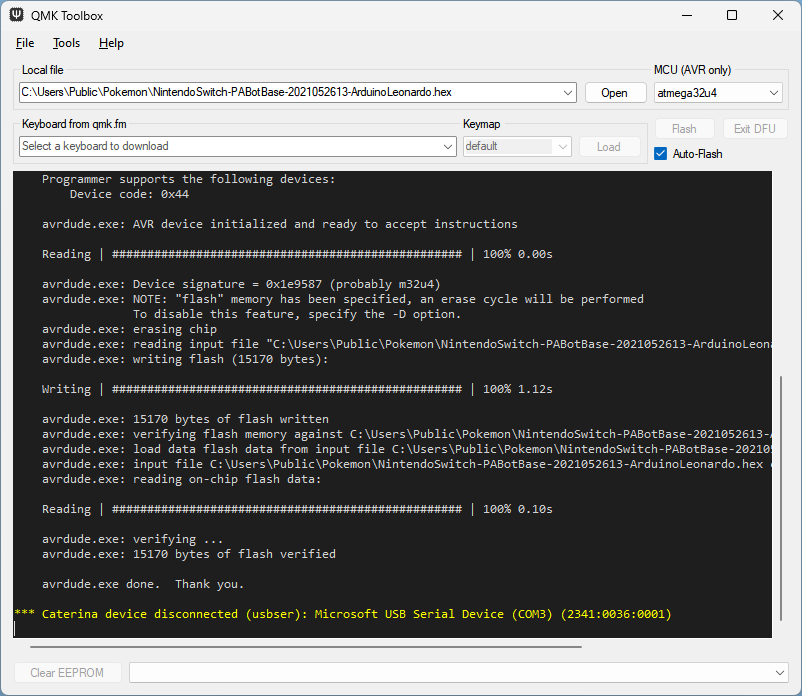 QMK Toolbox
File Tools Help
Local file
MCU (AVR only)
C:\Users\Public\Pokemon\NintendoSwitch-PABotBase-2021052613-ArduinoLeonardo.hex
Open
atmega32u4
Keyboard from qmk.fm
Keymap
Flash
Exit DFU
Select a keyboard to download
default
Load
Auto-Flash
Programmer supports the following devices:
Device code: 0x44
avrdude.exe: AVR device initialized and ready to accept instructions
Reading | ################################################## | 100% 0.00s
avrdude.exe: Device signature = 0x1e9587 (probably m32u4)
avrdude.exe: NOTE: "flash" memory has been specified, an erase cycle will be performed
To disable this feature, specify the -D option.
avrdude.exe: erasing chip
avrdude.exe: reading input file "C:\Users\Public\Pokemon\NintendoSwitch-PABotBase-2021052613-ArduinoLeona
avrdude.exe: writing flash (15170 bytes):
Writing | ################################################## | 100% 1.12s
avrdude.exe: 15170 bytes of flash written
avrdude.exe: verifying flash memory against C:\Users\Public\Pokemon\NintendoSwitch-PABotBase-2021052613-A
avrdude.exe: load data flash data from input file C:\Users\Public\Pokemon\NintendoSwitch-PABotBase-20210
avrdude.exe: input file C:\Users\Public\Pokemon\NintendoSwitch-PABotBase-2021052613-ArduinoLeonardo.hex
avrdude.exe: reading on-chip flash data:
Reading | ################################################## | 100% 0.10s
avrdude.exe: verifying ...
avrdude.exe: 15170 bytes of flash verified
avrdude.exe done.  Thank you.
*** Caterina device disconnected (usbser): Microsoft USB Serial Device (COM3) (2341:0036:0001)
Clear EEPROM